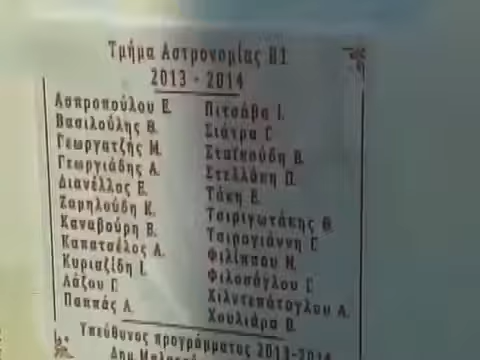 Τμήμα Αστρονομίας Β1
2013 - 2014
Ασπροπούλου Ε.
Βασιλούλης Θ.
Γεωργατζής Μ.
Γεωργιάδης Α.
Διανέλλος Ε.
Ζαρηλούδη Κ.
Καναβούρη Β.
Καπατσέλος Α.
Κυριαζίδη Ι.
Λάζου Γ.
Παππάς Α.
Πιτσάβα Ι.
Σιάτρα Γ.
Σταϊκούδη Β.
Στελλάκη Π.
Τάκη Ε.
Τσιριγωτάκης Θ.
Τσιρογιάννη Γ.
Φιλίππου Ν.
Φιλοσόγλου Γ.
Χιλντεπάτογλου Α.
Χουλιάρα
Υπεύθυνος προγράμματος 2013-2014